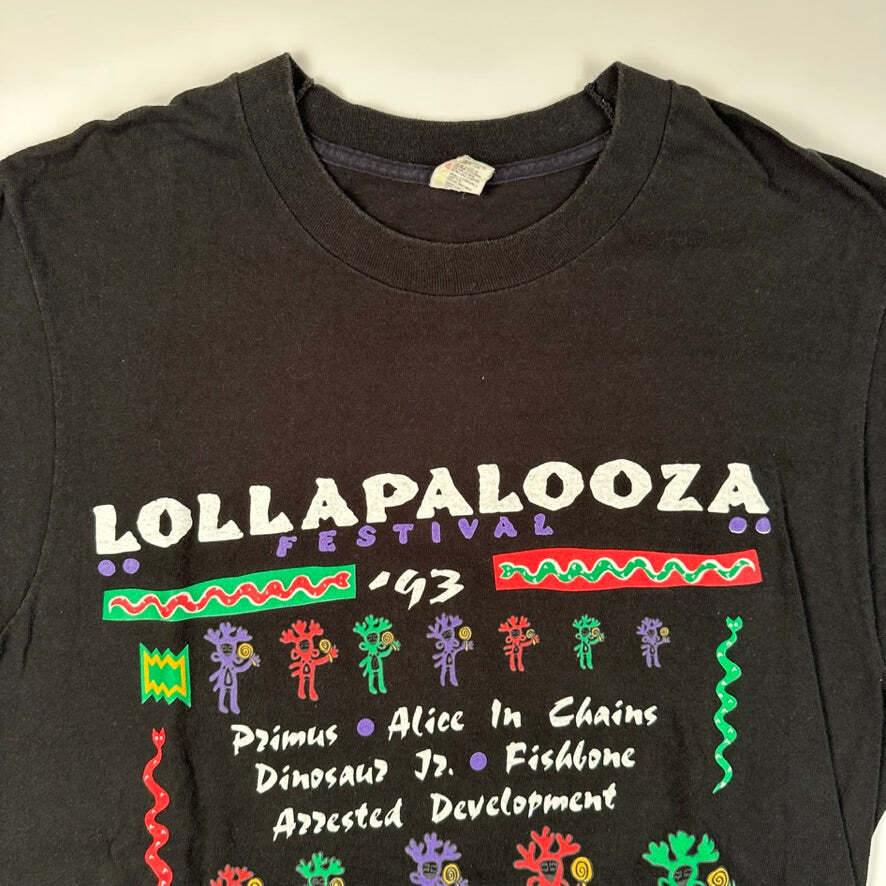 LOLLAPALOOZA
FESTIVAL
'93
Primus • Alice In Chains
Dinosaur Jr. • Fishbone
Arrested Development